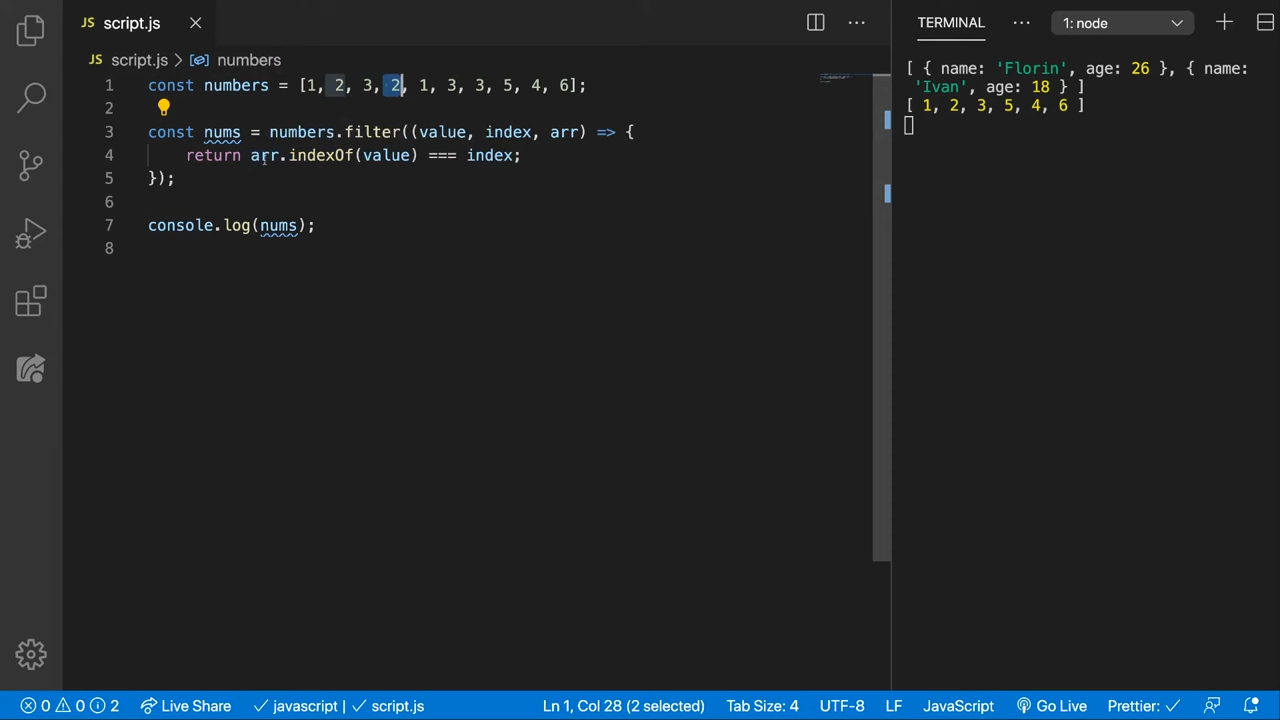 JS script.js
JS script.js > numbers
1 const numbers = [1, 2, 3, 2, 1, 3, 3, 5, 4, 6];
2
3 const nums = numbers.filter((value, index, arr) => {
4 return arr.indexOf(value) === index;
5 });
6
7 console.log(nums);
8
TERMINAL ··· 1: node
[ { name: 'Florin', age: 26 }, { name:
'Ivan', age: 18 } ]
[ 1, 2, 3, 5, 4, 6 ]
0 0 2 Live Share javascript | script.js Ln 1, Col 28 (2 selected) Tab Size: 4 UTF-8 LF JavaScript Go Live Prettier: ✓